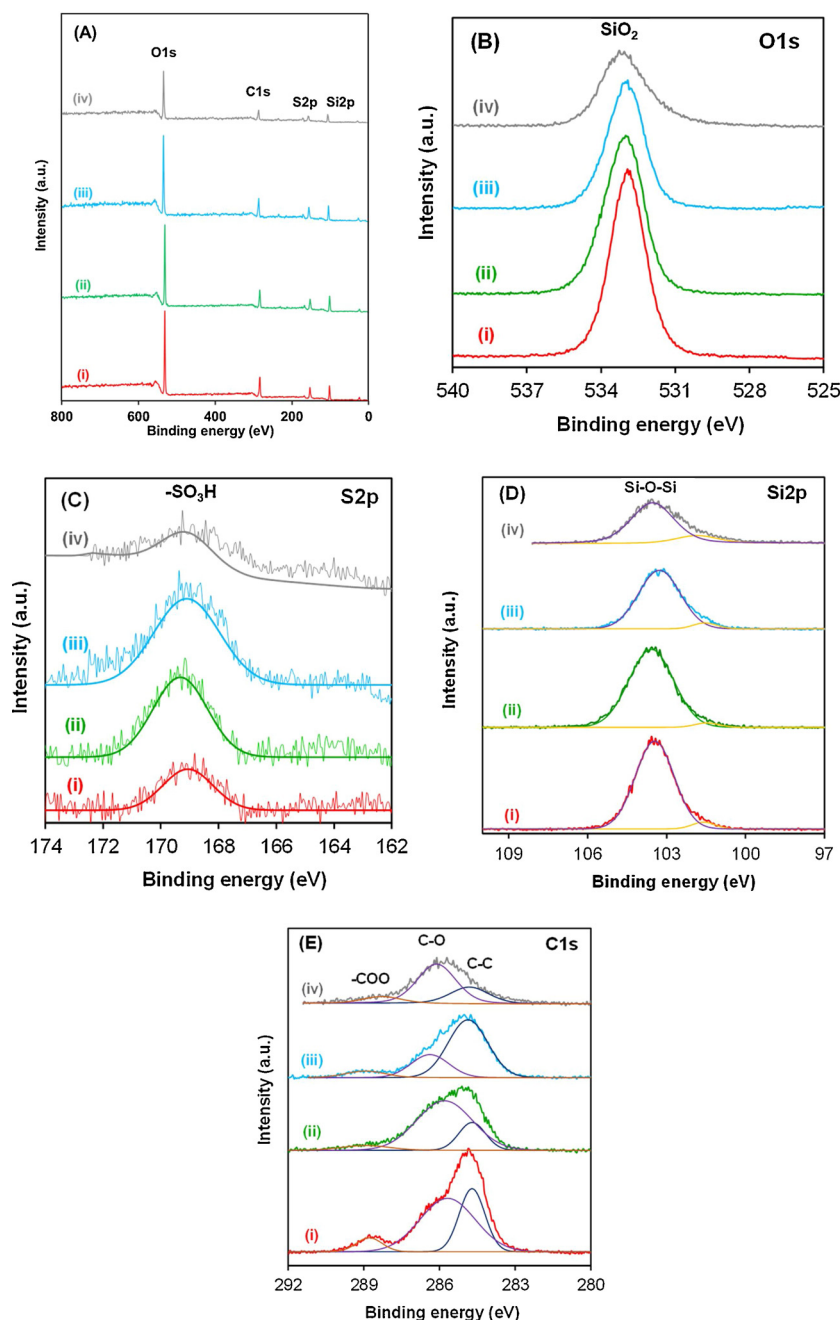 (A)
O1s
C1s
S2p
Si2p
(iv)
(iii)
(ii)
(i)
Intensity (a.u.)
800
600
400
200
0
Binding energy (eV)
(B)
SiO2
O1s
(iv)
(iii)
(ii)
(i)
Intensity (a.u.)
540
537
534
531
528
525
Binding energy (eV)
(C)
-SO3H
S2p
(iv)
(iii)
(ii)
(i)
Intensity (a.u.)
174
172
170
168
166
164
162
Binding energy (eV)
(D)
Si-O-Si
Si2p
(iv)
(iii)
(ii)
(i)
Intensity (a.u.)
109
106
103
100
97
Binding energy (eV)
(E)
C-O
C1s
-COO
C-C
(iv)
(iii)
(ii)
(i)
Intensity (a.u.)
292
289
286
283
280
Binding energy (eV)